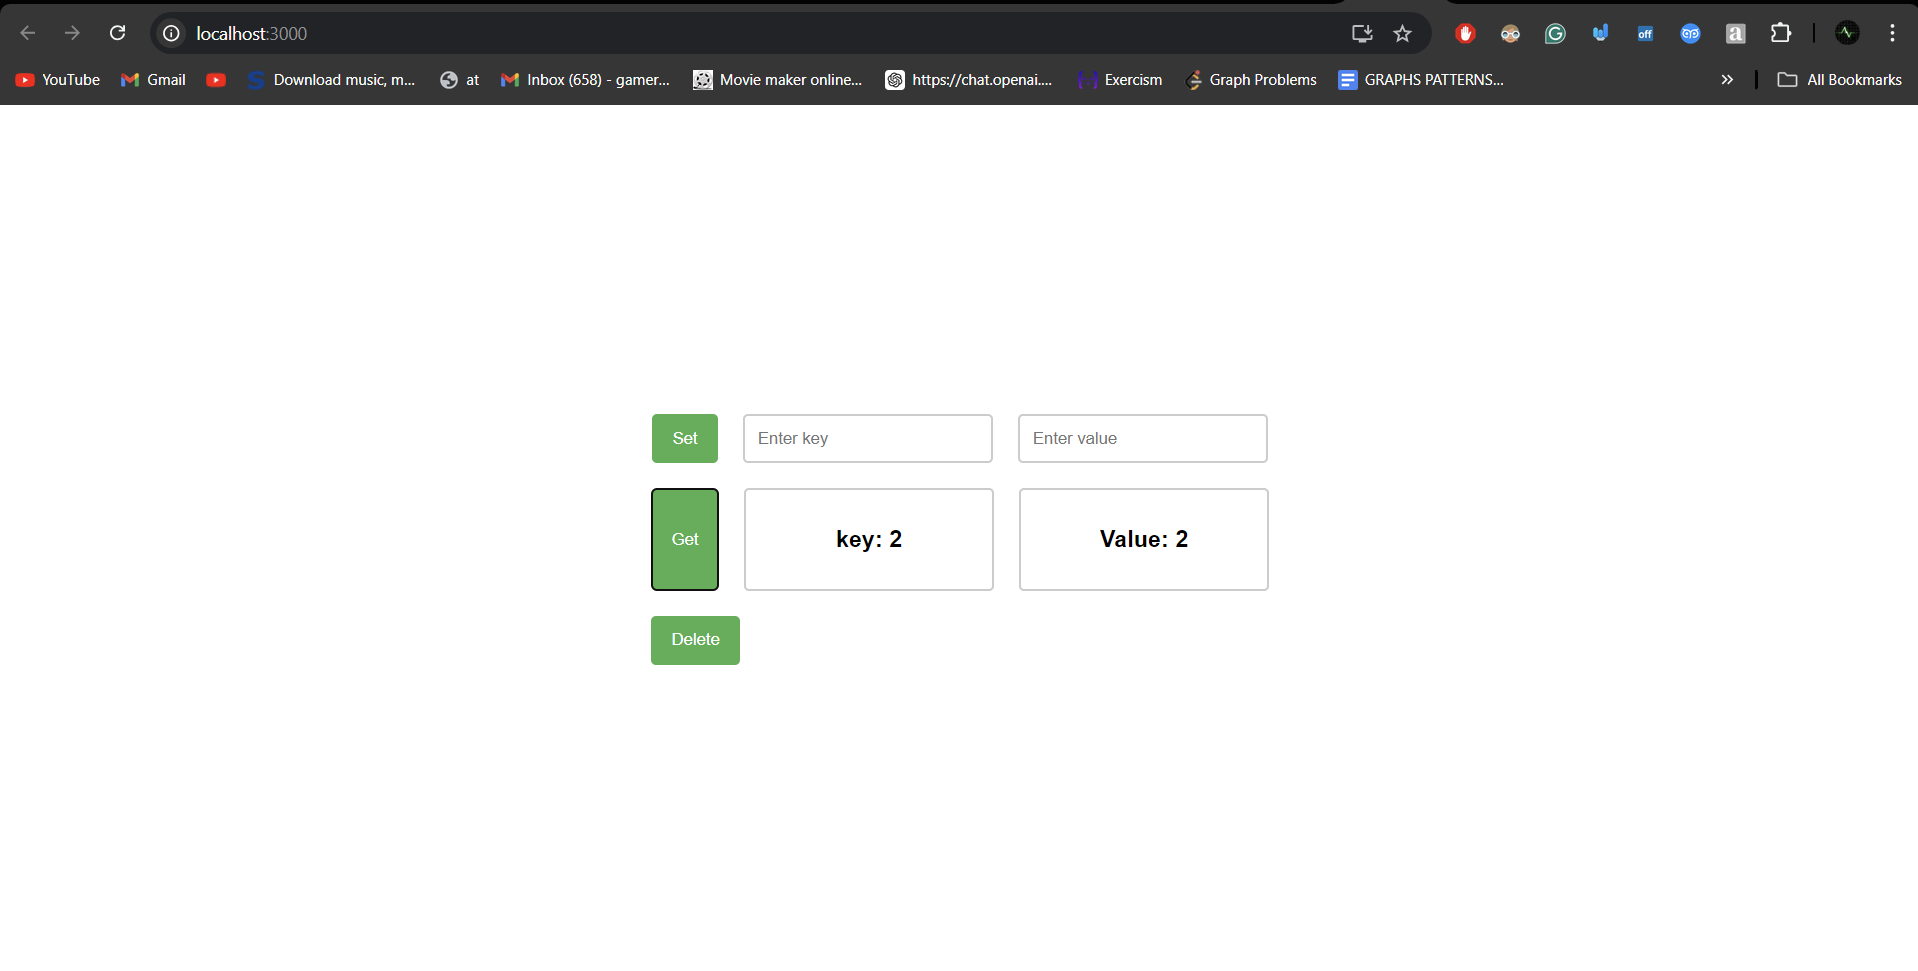 localhost:3000
off
a
YouTube
Gmail
Download music, m...
at
Inbox (658) - gamer...
Movie maker online...
https://chat.openai....
Exercism
Graph Problems
GRAPHS PATTERNS...
All Bookmarks
Set
Enter key
Enter value
Get
key: 2
Value: 2
Delete